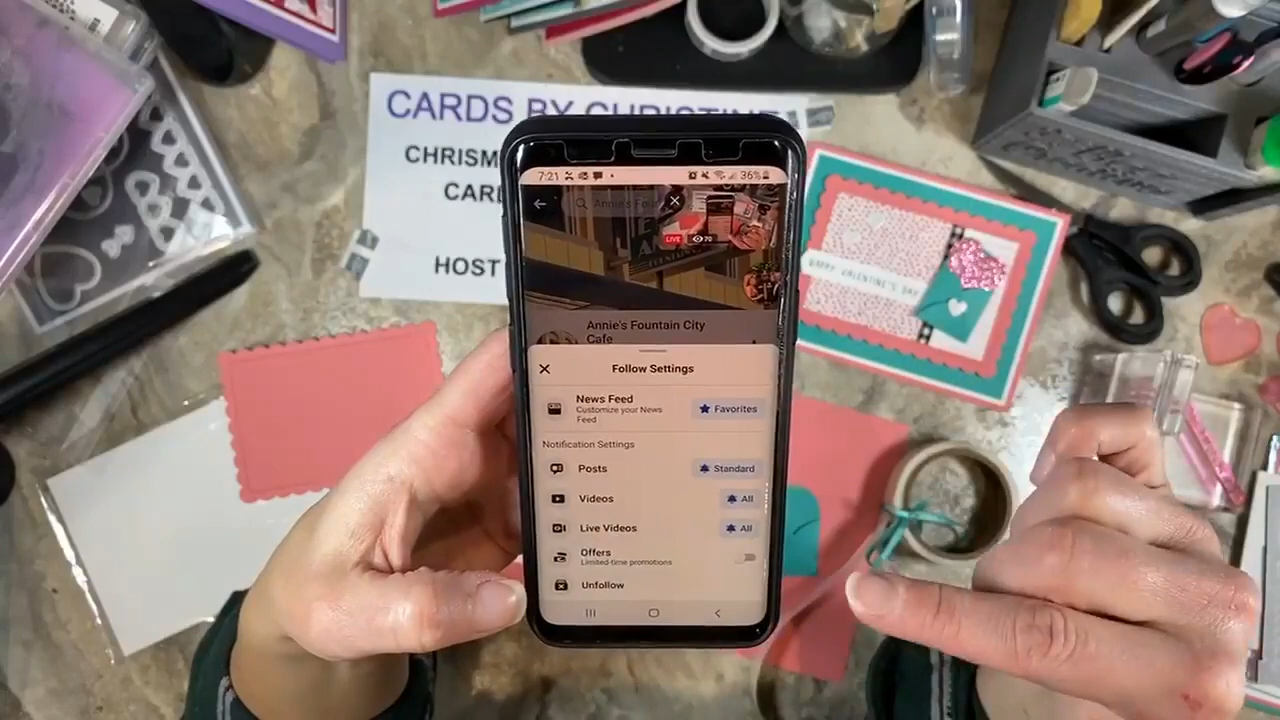 CARDS BY CHRISTINE
CHRISM
CARD
HOST
7:21
36%
Annie's Foun
LIVE
70
Annie's Fountain City
Cafe
Follow Settings
News Feed
Customize your News
Feed
Favorites
Notification Settings
Posts
Standard
Videos
All
Live Videos
All
Offers
Limited-time promotions
Unfollow
HAPPY VALENTINE'S DAY